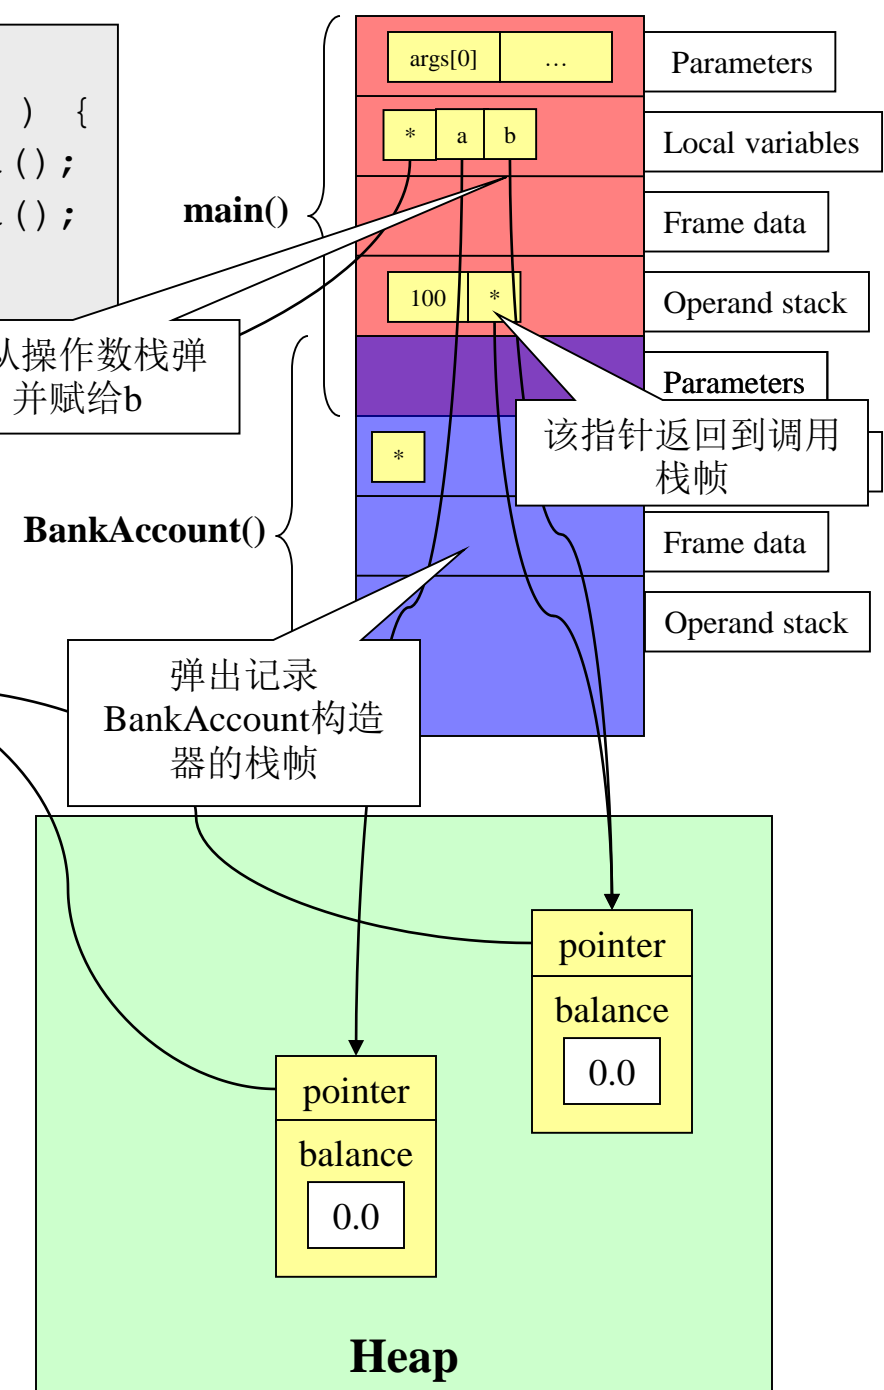 ) {
();
();
args[0] …
Parameters
* a b
Local variables
main()
Frame data
100 *
Operand stack
从操作数栈弹
并赋给b
Parameters
该指针返回到调用
栈帧
*
BankAccount()
Frame data
Operand stack
弹出记录
BankAccount构造
器的栈帧
pointer
balance
0.0
pointer
balance
0.0
Heap